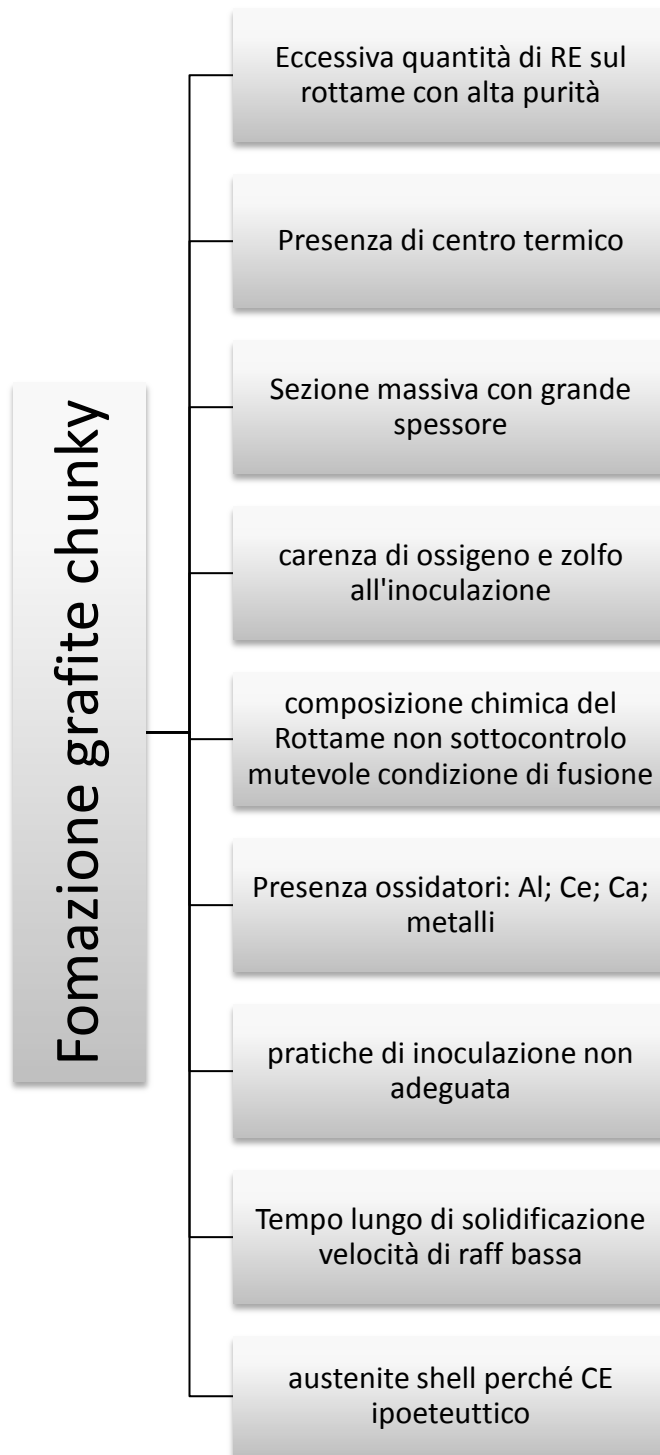 Fomazione grafite chunky
Eccessiva quantità di RE sul
rottame con alta purità
Presenza di centro termico
Sezione massiva con grande
spessore
carenza di ossigeno e zolfo
all'inoculazione
composizione chimica del
Rottame non sottocontrolo
mutevole condizione di fusione
Presenza ossidatori: Al; Ce; Ca;
metalli
pratiche di inoculazione non
adeguata
Tempo lungo di solidificazione
velocità di raff bassa
austenite shell perché CE
ipoeteuttico